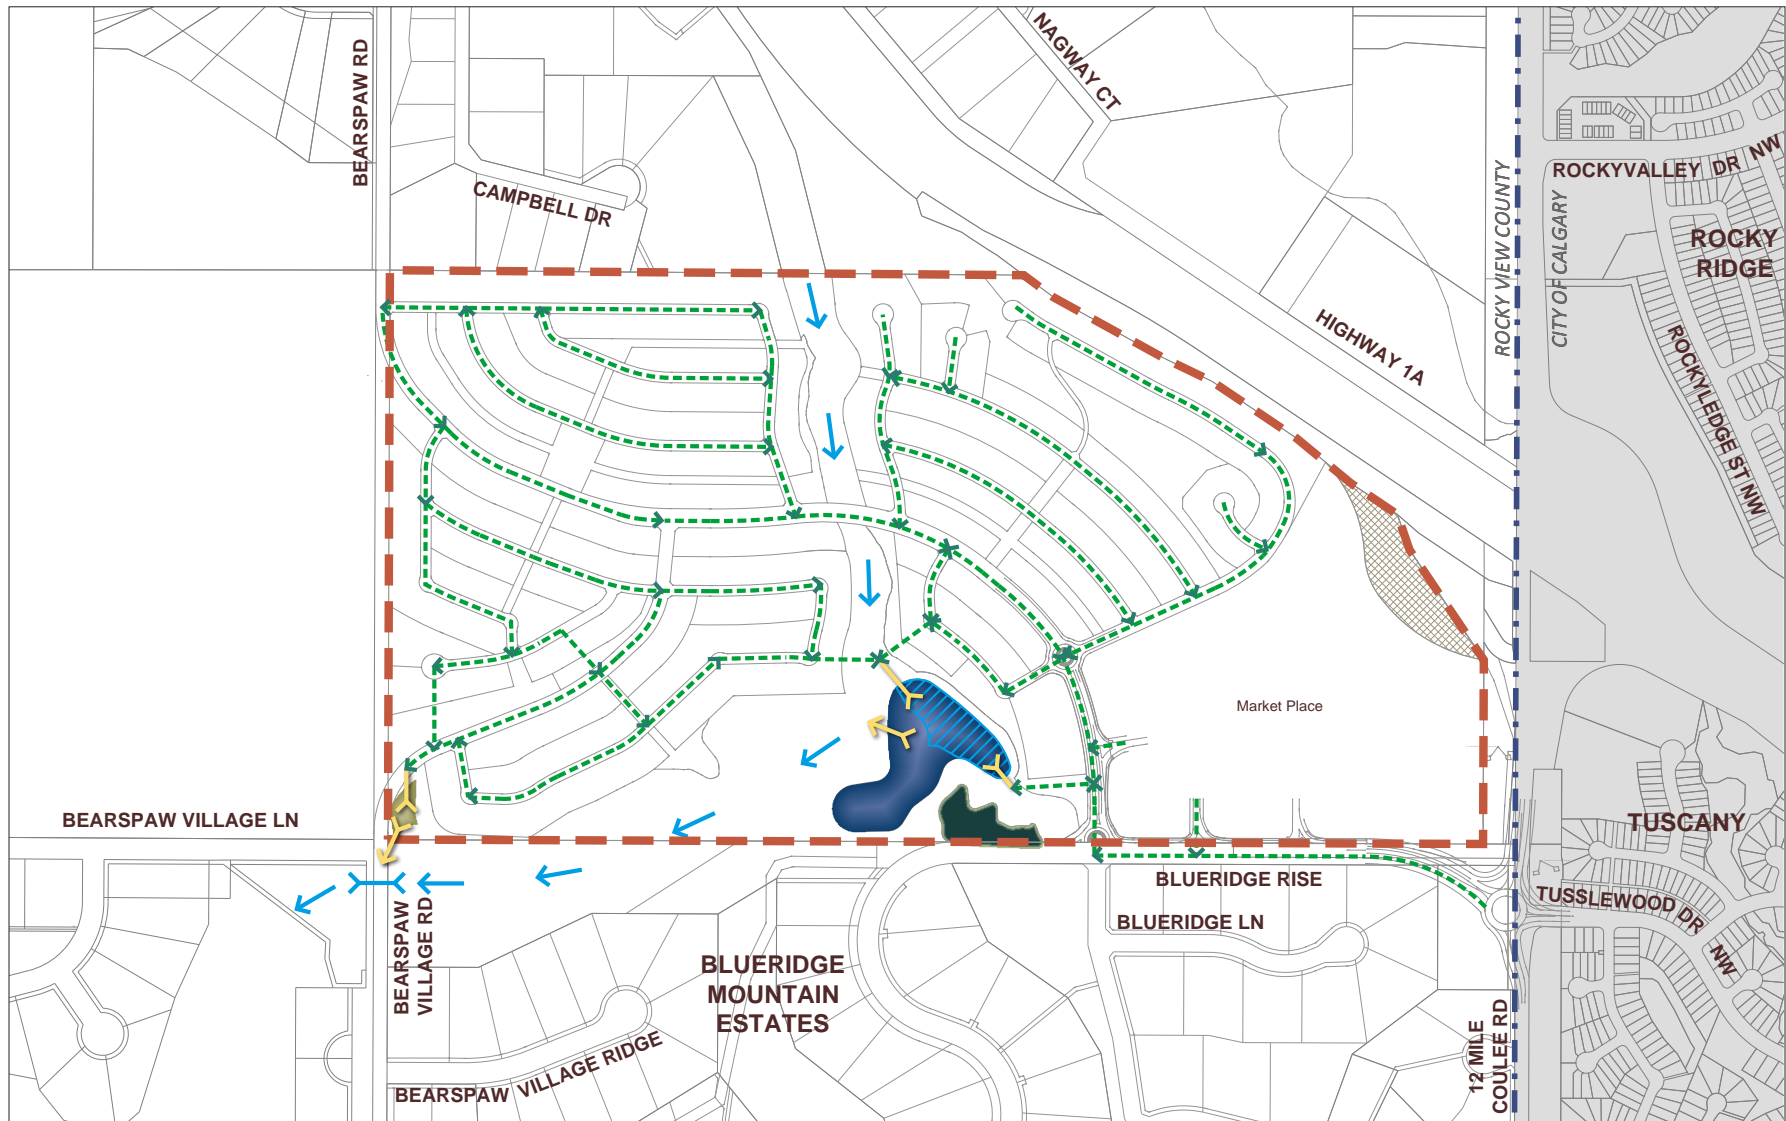 BEARSPAW RD
NAGWAY CT
CAMPBELL DR
ROCKY VIEW COUNTY
CITY OF CALGARY
ROCKYVALLEY DR NW
ROCKY
RIDGE
HIGHWAY 1A
ROCKYLEDGE ST NW
Market Place
BEARSPAW VILLAGE LN
TUSCANY
BLUERIDGE RISE
TUSSLEWOOD DR NW
BLUERIDGE LN
BEARSPAW
VILLAGE RD
BLUERIDGE
MOUNTAIN
ESTATES
BEARSPAW VILLAGE RIDGE
12 MILE
COULEE RD